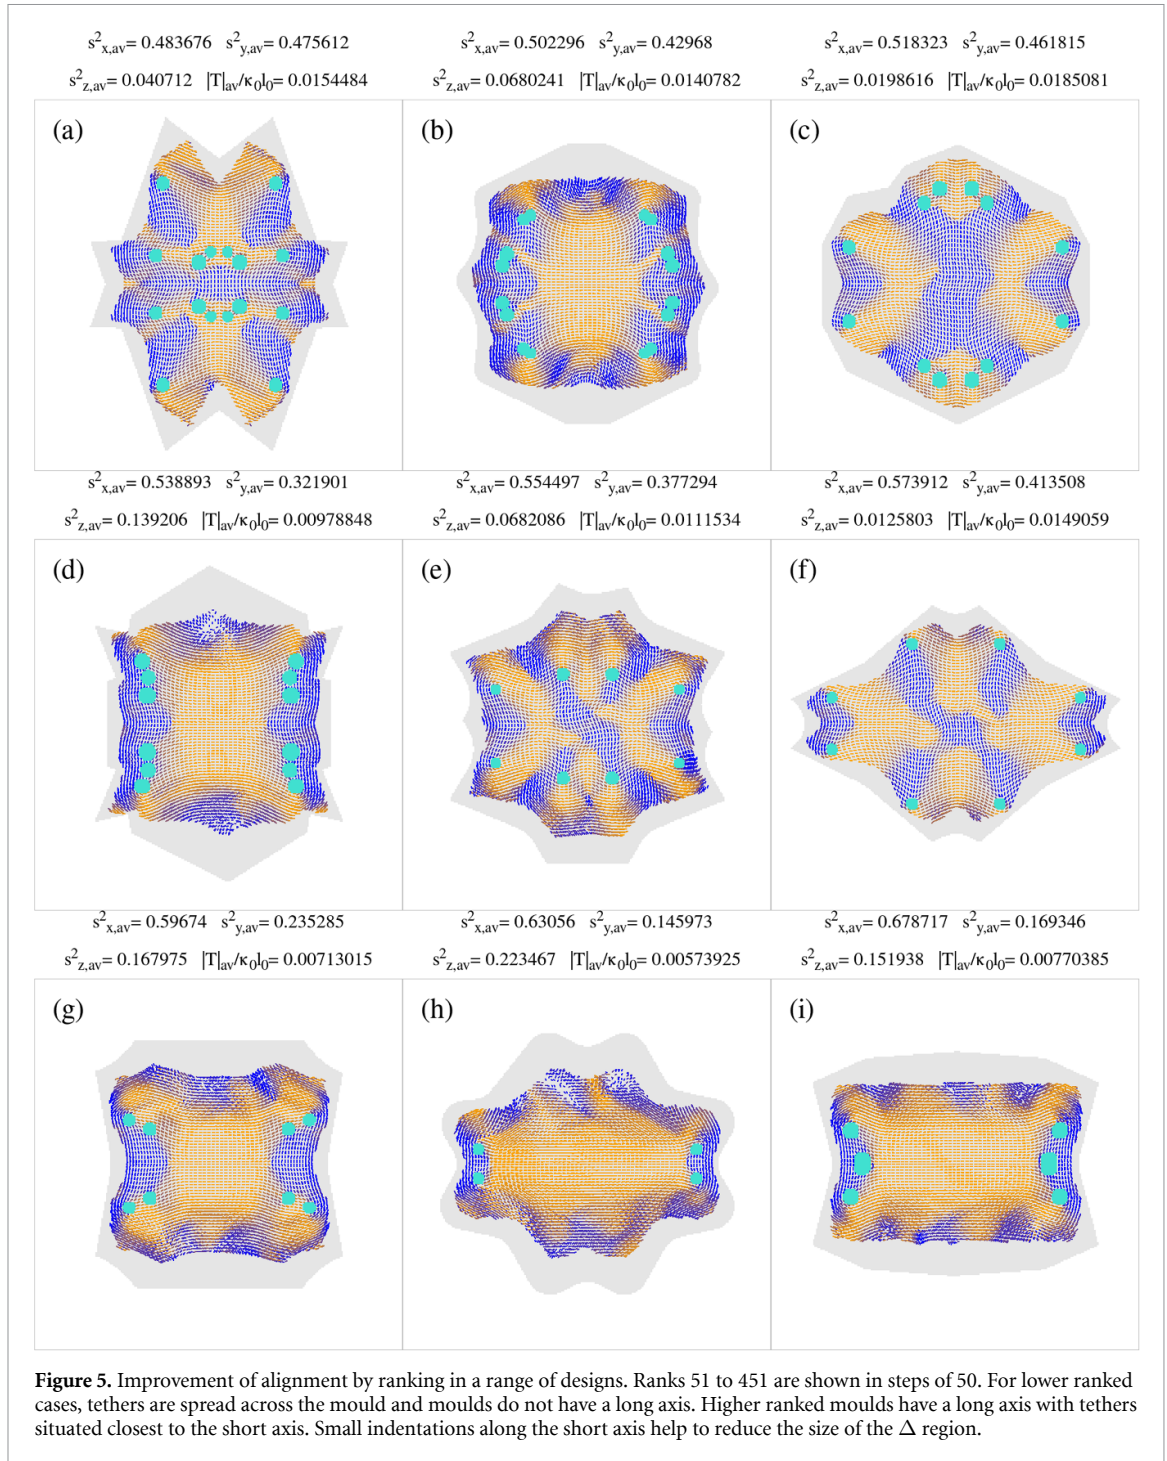 s²x,av= 0.483676 s²y,av= 0.475612
s²z,av= 0.040712 |T|av/κ0l0= 0.0154484
(a)
s²x,av= 0.502296 s²y,av= 0.42968
s²z,av= 0.0680241 |T|av/κ0l0= 0.0140782
(b)
s²x,av= 0.518323 s²y,av= 0.461815
s²z,av= 0.0198616 |T|av/κ0l0= 0.0185081
(c)
s²x,av= 0.538893 s²y,av= 0.321901
s²z,av= 0.139206 |T|av/κ0l0= 0.00978848
(d)
s²x,av= 0.554497 s²y,av= 0.377294
s²z,av= 0.0682086 |T|av/κ0l0= 0.0111534
(e)
s²x,av= 0.573912 s²y,av= 0.413508
s²z,av= 0.0125803 |T|av/κ0l0= 0.0149059
(f)
s²x,av= 0.59674 s²y,av= 0.235285
s²z,av= 0.167975 |T|av/κ0l0= 0.00713015
(g)
s²x,av= 0.63056 s²y,av= 0.145973
s²z,av= 0.223467 |T|av/κ0l0= 0.00573925
(h)
s²x,av= 0.678717 s²y,av= 0.169346
s²z,av= 0.151938 |T|av/κ0l0= 0.00770385
(i)
Figure 5. Improvement of alignment by ranking in a range of designs. Ranks 51 to 451 are shown in steps of 50. For lower ranked
cases, tethers are spread across the mould and moulds do not have a long axis. Higher ranked moulds have a long axis with tethers
situated closest to the short axis. Small indentations along the short axis help to reduce the size of the Δ region.